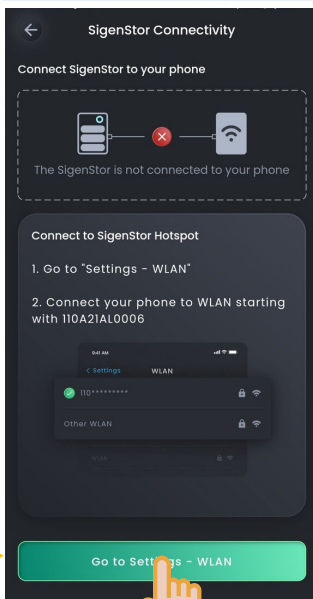 SigenStor Connectivity
Connect SigenStor to your phone
The SigenStor is not connected to your phone
Connect to SigenStor Hotspot
1. Go to "Settings - WLAN"
2. Connect your phone to WLAN starting
with 110A21AL0006
9:41 AM
< Settings WLAN
110*********
Other WLAN
WLAN
Go to Settings - WLAN